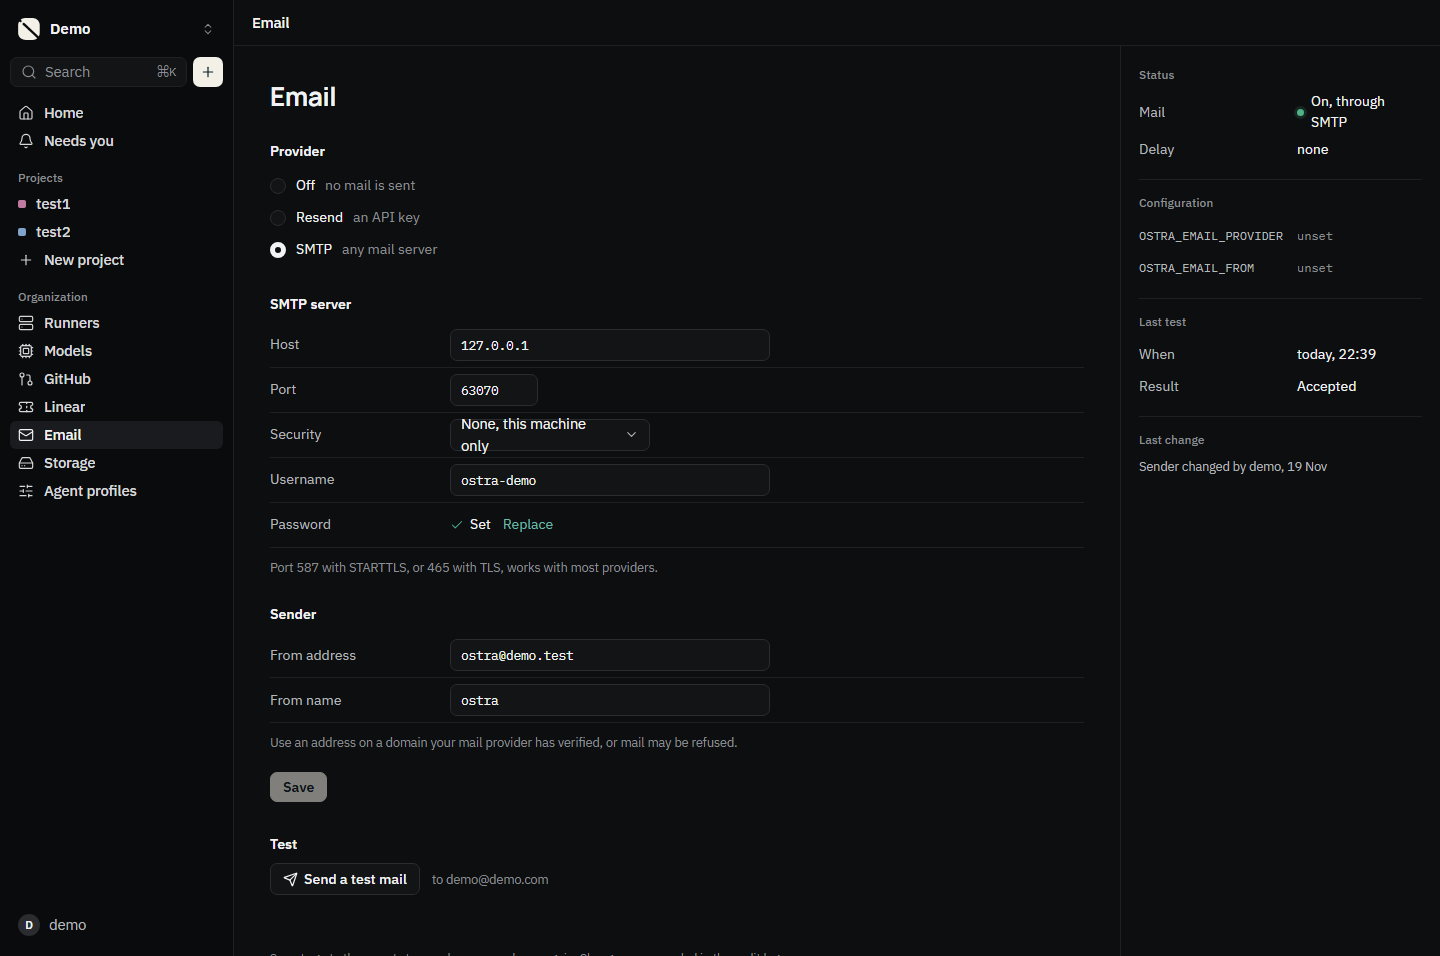 Demo
Search ⌘K
Home
Needs you
Projects
test1
test2
New project
Organization
Runners
Models
GitHub
Linear
Email
Storage
Agent profiles
D demo
Email
Email
Provider
Off no mail is sent
Resend an API key
SMTP any mail server
SMTP server
Host 127.0.0.1
Port 63070
Security None, this machine
only
Username ostra-demo
Password Set Replace
Port 587 with STARTTLS, or 465 with TLS, works with most providers.
Sender
From address ostra@demo.test
From name ostra
Use an address on a domain your mail provider has verified, or mail may be refused.
Save
Test
Send a test mail to demo@demo.com
Status
Mail On, through
SMTP
Delay none
Configuration
OSTRA_EMAIL_PROVIDER unset
OSTRA_EMAIL_FROM unset
Last test
When today, 22:39
Result Accepted
Last change
Sender changed by demo, 19 Nov